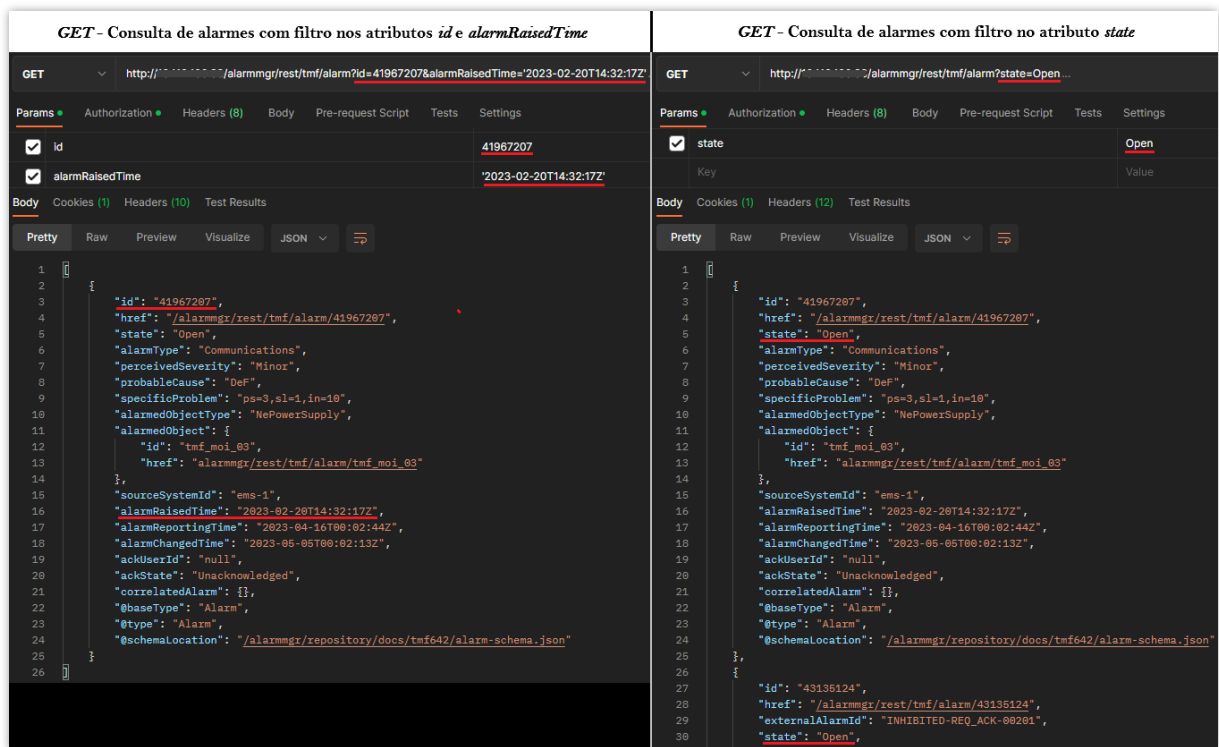 GET - Consulta de alarmes com filtro nos atributos id e alarmRaisedTime
GET
http:// /alarmmgr/rest/tmf/alarm?id=41967207&alarmRaisedTime='2023-02-20T14:32:17Z'...
Params
Authorization
Headers (8)
Body
Pre-request Script
Tests
Settings
id
41967207
alarmRaisedTime
'2023-02-20T14:32:17Z'
Body
Cookies (1)
Headers (10)
Test Results
Pretty
Raw
Preview
Visualize
JSON
1 [
2 {
3 "id": "41967207",
4 "href": "/alarmmgr/rest/tmf/alarm/41967207",
5 "state": "Open",
6 "alarmType": "Communications",
7 "perceivedSeverity": "Minor",
8 "probableCause": "DeF",
9 "specificProblem": "ps=3,sl=1,in=10",
10 "alarmedObjectType": "NePowerSupply",
11 "alarmedObject": {
12 "id": "tmf_moi_03",
13 "href": "alarmmgr/rest/tmf/alarm/tmf_moi_03"
14 },
15 "sourceSystemId": "ems-1",
16 "alarmRaisedTime": "2023-02-20T14:32:17Z",
17 "alarmReportingTime": "2023-04-16T00:02:44Z",
18 "alarmChangedTime": "2023-05-05T00:02:13Z",
19 "ackUserId": "null",
20 "ackState": "Unacknowledged",
21 "correlatedAlarm": {},
22 "@baseType": "Alarm",
23 "@type": "Alarm",
24 "@schemaLocation": "/alarmmgr/repository/docs/tmf642/alarm-schema.json"
25 }
26 ]
GET - Consulta de alarmes com filtro no atributo state
GET
http:// /alarmmgr/rest/tmf/alarm?state=Open...
Params
Authorization
Headers (8)
Body
Pre-request Script
Tests
Settings
state
Open
Key
Value
Body
Cookies (1)
Headers (12)
Test Results
Pretty
Raw
Preview
Visualize
JSON
1 [
2 {
3 "id": "41967207",
4 "href": "/alarmmgr/rest/tmf/alarm/41967207",
5 "state": "Open",
6 "alarmType": "Communications",
7 "perceivedSeverity": "Minor",
8 "probableCause": "DeF",
9 "specificProblem": "ps=3,sl=1,in=10",
10 "alarmedObjectType": "NePowerSupply",
11 "alarmedObject": {
12 "id": "tmf_moi_03",
13 "href": "alarmmgr/rest/tmf/alarm/tmf_moi_03"
14 },
15 "sourceSystemId": "ems-1",
16 "alarmRaisedTime": "2023-02-20T14:32:17Z",
17 "alarmReportingTime": "2023-04-16T00:02:44Z",
18 "alarmChangedTime": "2023-05-05T00:02:13Z",
19 "ackUserId": "null",
20 "ackState": "Unacknowledged",
21 "correlatedAlarm": {},
22 "@baseType": "Alarm",
23 "@type": "Alarm",
24 "@schemaLocation": "/alarmmgr/repository/docs/tmf642/alarm-schema.json"
25 },
26 {
27 "id": "43135124",
28 "href": "/alarmmgr/rest/tmf/alarm/43135124",
29 "externalAlarmId": "INHIBITED-REQ_ACK-00201",
30 "state": "Open",